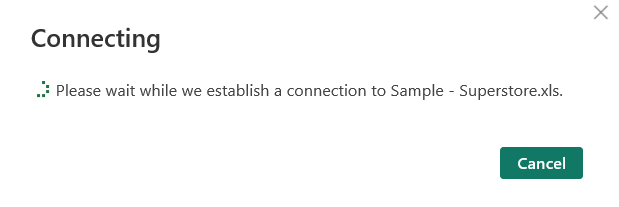 Connecting
Please wait while we establish a connection to Sample - Superstore.xls.
Cancel